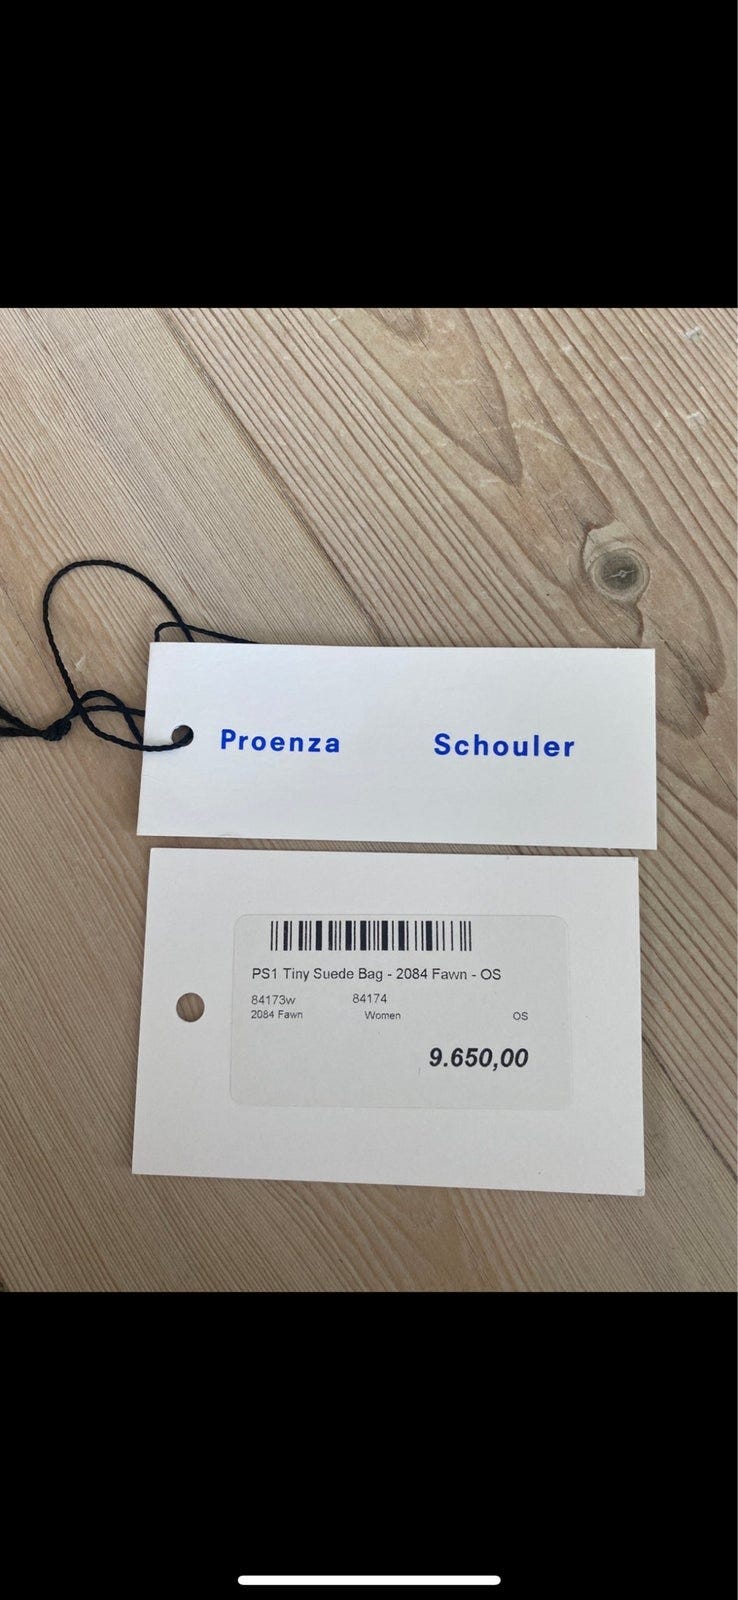 Proenza Schouler
PS1 Tiny Suede Bag - 2084 Fawn - OS
84173w 84174
2084 Fawn Women OS
9.650,00